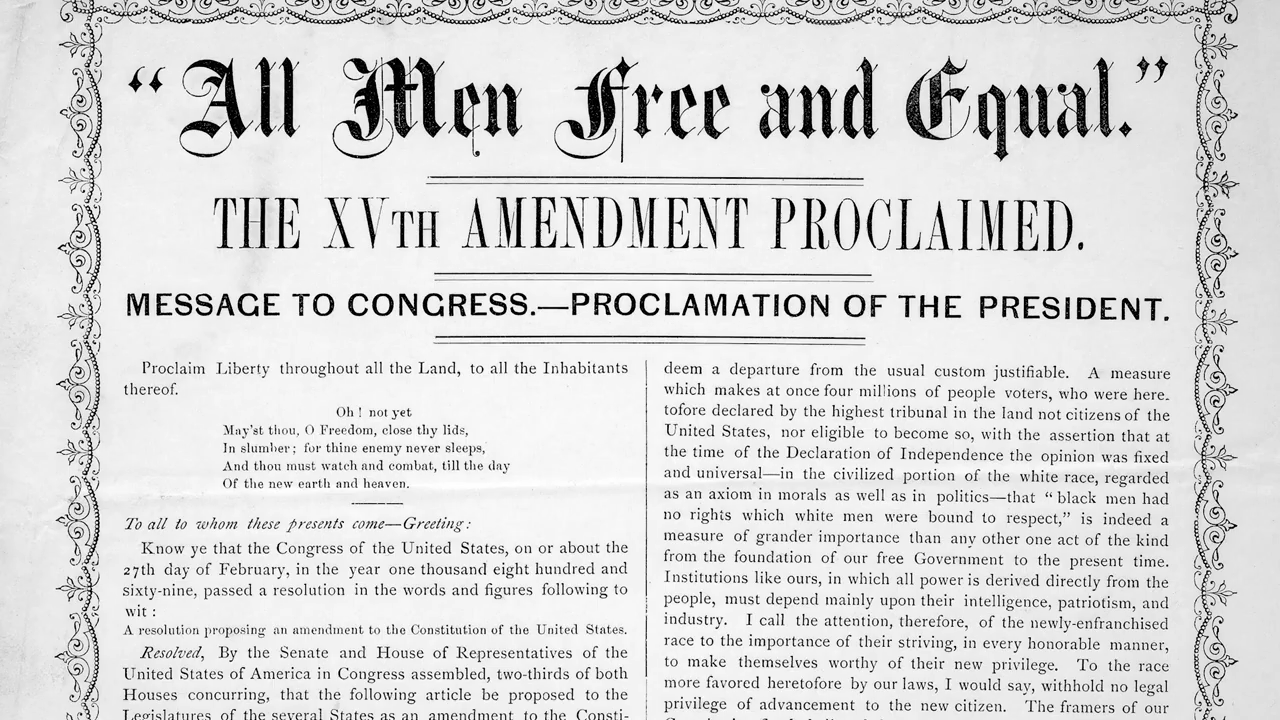 “All Men Free and Equal.”
THE XVTH AMENDMENT PROCLAIMED.
MESSAGE TO CONGRESS.—PROCLAMATION OF THE PRESIDENT.
Proclaim Liberty throughout all the Land, to all the Inhabitants
thereof.
Oh! not yet
May'st thou, O Freedom, close thy lids,
In slumber; for thine enemy never sleeps,
And thou must watch and combat, till the day
Of the new earth and heaven.
To all to whom these presents come—Greeting:
Know ye that the Congress of the United States, on or about the
27th day of February, in the year one thousand eight hundred and
sixty-nine, passed a resolution in the words and figures following to
wit:
A resolution proposing an amendment to the Constitution of the United States.
Resolved, By the Senate and House of Representatives of the
United States of America in Congress assembled, two-thirds of both
Houses concurring, that the following article be proposed to the
Legislatures of the several States as an amendment to the Consti-
deem a departure from the usual custom justifiable. A measure
which makes at once four millions of people voters, who were here-
tofore declared by the highest tribunal in the land not citizens of the
United States, nor eligible to become so, with the assertion that at
the time of the Declaration of Independence the opinion was fixed
and universal—in the civilized portion of the white race, regarded
as an axiom in morals as well as in politics—that “black men had
no rights which white men were bound to respect,” is indeed a
measure of grander importance than any other one act of the kind
from the foundation of our free Government to the present time.
Institutions like ours, in which all power is derived directly from the
people, must depend mainly upon their intelligence, patriotism, and
industry. I call the attention, therefore, of the newly-enfranchised
race to the importance of their striving, in every honorable manner,
to make themselves worthy of their new privilege. To the race
more favored heretofore by our laws, I would say, withhold no legal
privilege of advancement to the new citizen. The framers of our